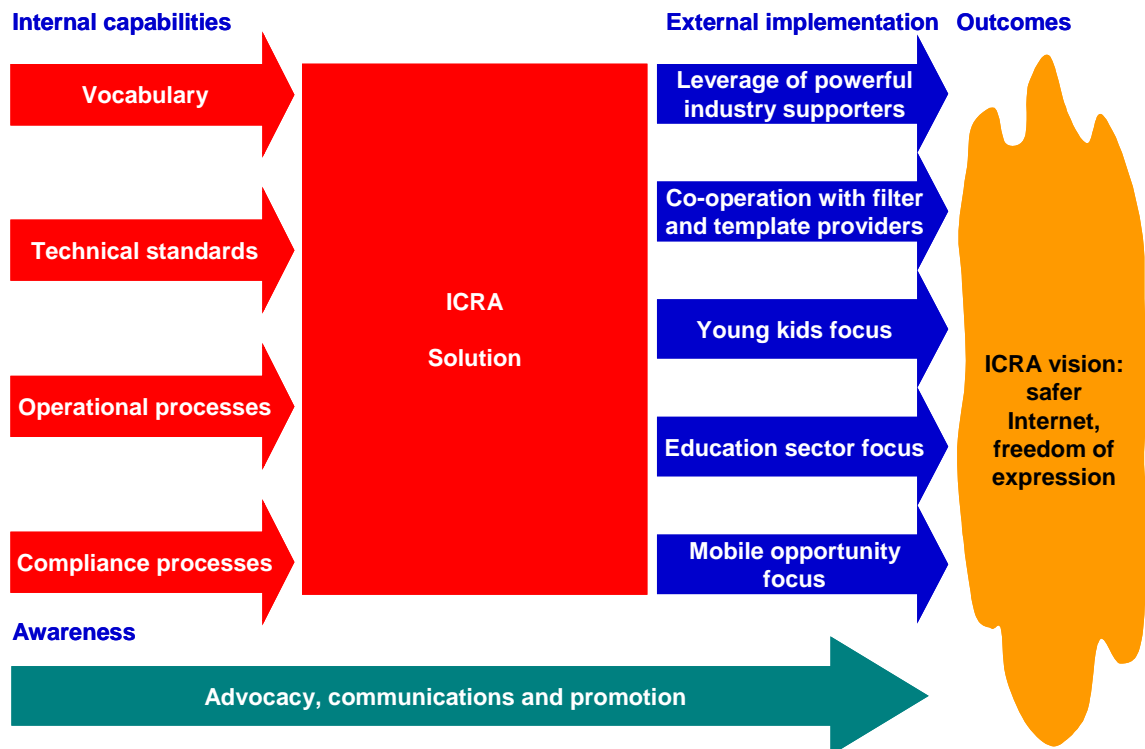 Internal capabilities
External implementation
Outcomes
Vocabulary
Technical standards
Operational processes
Compliance processes
ICRA
Solution
Leverage of powerful
industry supporters
Co-operation with filter
and template providers
Young kids focus
Education sector focus
Mobile opportunity
focus
ICRA vision:
safer
Internet,
freedom of
expression
Awareness
Advocacy, communications and promotion